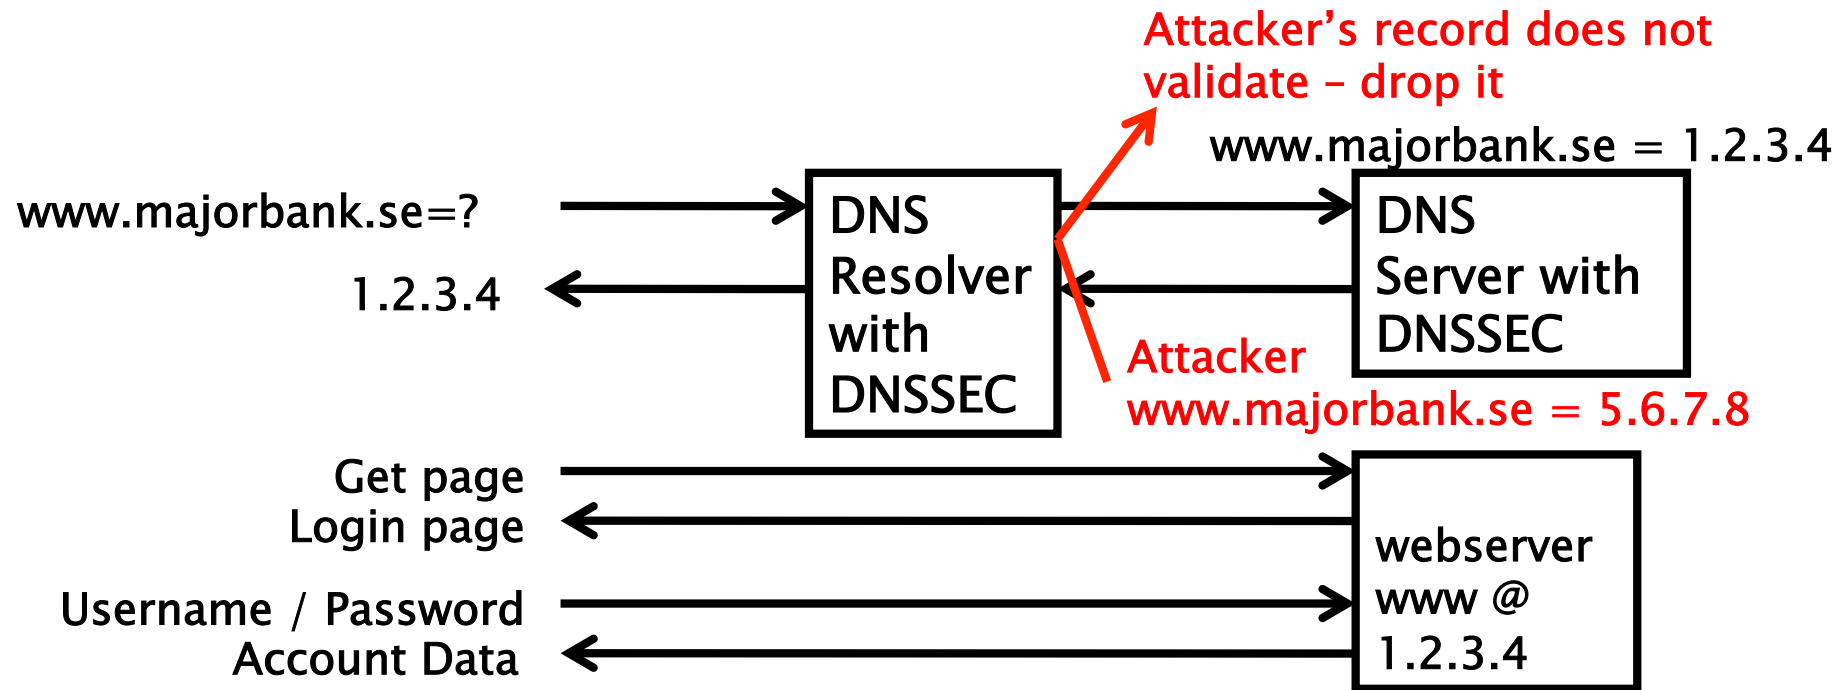 Attacker's record does not
validate – drop it
www.majorbank.se = 1.2.3.4
www.majorbank.se=?
1.2.3.4
DNS
Resolver
with
DNSSEC
DNS
Server with
DNSSEC
Attacker
www.majorbank.se = 5.6.7.8
Get page
Login page
Username / Password
Account Data
webserver
www @
1.2.3.4